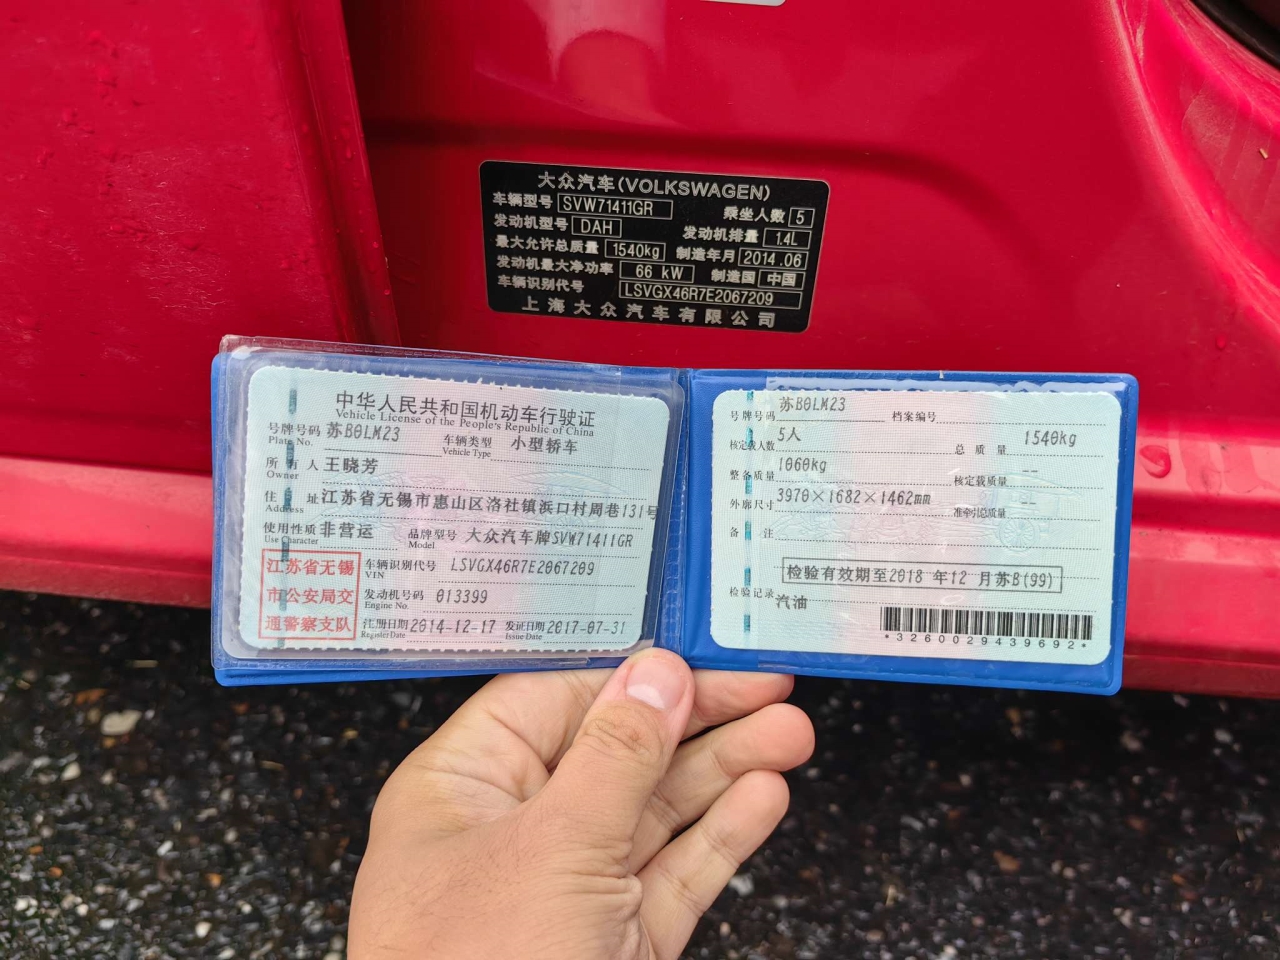 大众汽车(VOLKSWAGEN)
车辆型号 SVW71411GR 乘坐人数 5
发动机型号 DAH 发动机排量 1.4L
最大允许总质量 1540kg 制造年月 2014.06
发动机最大净功率 66 kW 制造国 中国
车辆识别代号 LSVGX46R7E2067209
上海大众汽车有限公司
中华人民共和国机动车行驶证
Vehicle License of the People's Republic of China
号牌号码 苏B0LM23 车辆类型 小型轿车
Plate No. Vehicle Type
所有人 王晓芳
Owner
住址 江苏省无锡市惠山区洛社镇浜口村周巷131号
Address
使用性质 非营运 品牌型号 大众汽车牌SVW71411GR
Use Character Model
江苏省无锡
市公安局交
通警察支队
车辆识别代号 LSVGX46R7E2067209
VIN
发动机号码 013399
Engine No.
注册日期 2014-12-17 发证日期 2017-07-31
Register Date Issue Date
号牌号码 苏B0LM23 档案编号
核定载人数 5人 总质量 1540kg
整备质量 1060kg 核定载质量 --
外廓尺寸 3970×1682×1462mm 准牵引总质量 --
备注
检验有效期至2018 年12 月苏B(99)
检验记录 汽油
*3260029439692*